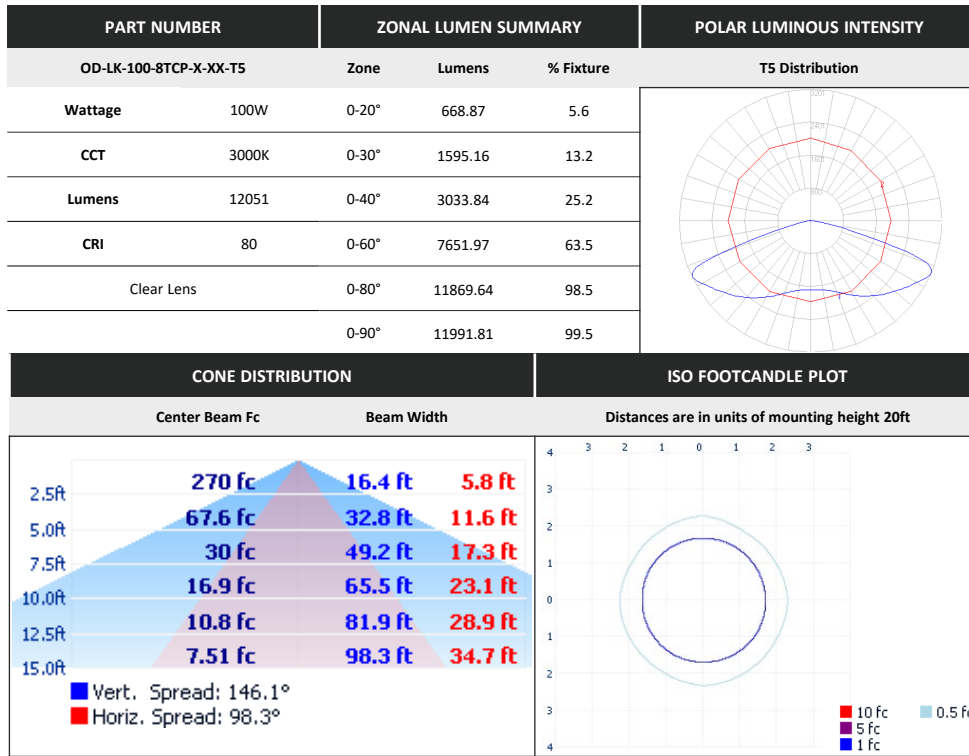 PART NUMBER ZONAL LUMEN SUMMARY POLAR LUMINOUS INTENSITY
OD-LK-100-8TCP-X-XX-T5 Zone Lumens % Fixture T5 Distribution
Wattage 100W 0-20° 668.87 5.6
CCT 3000K 0-30° 1595.16 13.2
Lumens 12051 0-40° 3033.84 25.2
CRI 80 0-60° 7651.97 63.5
Clear Lens 0-80° 11869.64 98.5
0-90° 11991.81 99.5
3201
2401
1600
800
2
1
CONE DISTRIBUTION ISO FOOTCANDLE PLOT
Center Beam Fc Beam Width Distances are in units of mounting height 20ft
2.5ft 270 fc 16.4 ft 5.8 ft
5.0ft 67.6 fc 32.8 ft 11.6 ft
7.5ft 30 fc 49.2 ft 17.3 ft
10.0ft 16.9 fc 65.5 ft 23.1 ft
12.5ft 10.8 fc 81.9 ft 28.9 ft
15.0ft 7.51 fc 98.3 ft 34.7 ft
Vert. Spread: 146.1°
Horiz. Spread: 98.3°
3 2 1 0 1 2 3
4
3
2
1
0
1
2
3
4
10 fc 0.5 fc
5 fc
1 fc